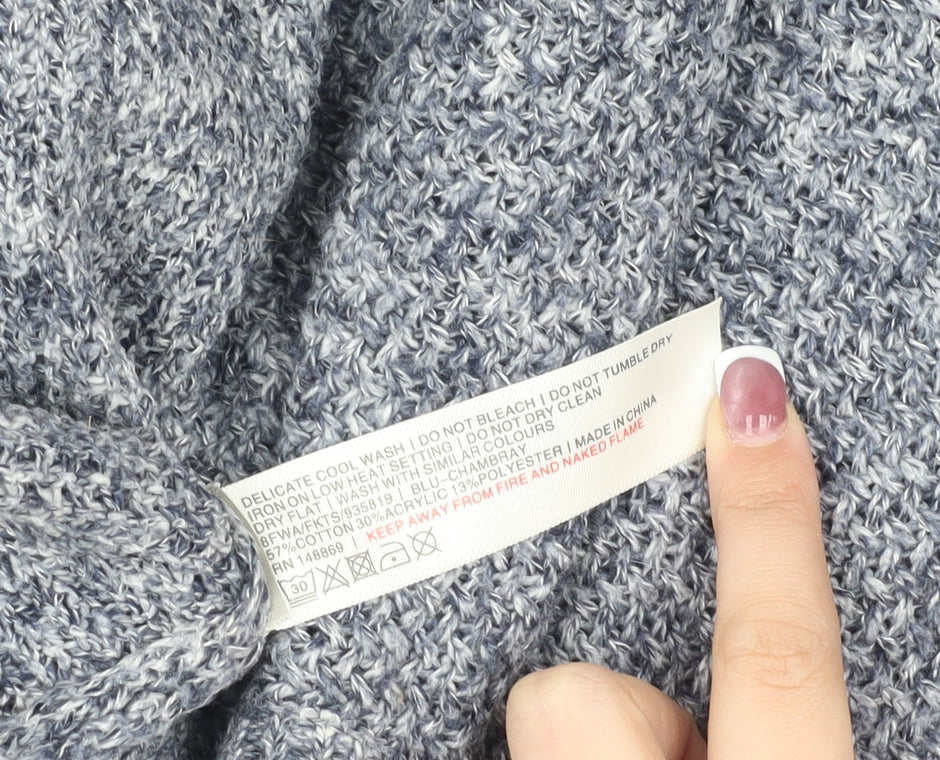 DELICATE COOL WASH | DO NOT BLEACH | DO NOT TUMBLE DRY
IRON ON LOW HEAT SETTING | DO NOT DRY CLEAN
DRY FLAT | WASH WITH SIMILAR COLOURS
8FWA/FKTS/935819 | BLU-CHAMBRAY
57%COTTON 30%ACRYLIC 13%POLYESTER | MADE IN CHINA
RN 148869 | KEEP AWAY FROM FIRE AND NAKED FLAME
30